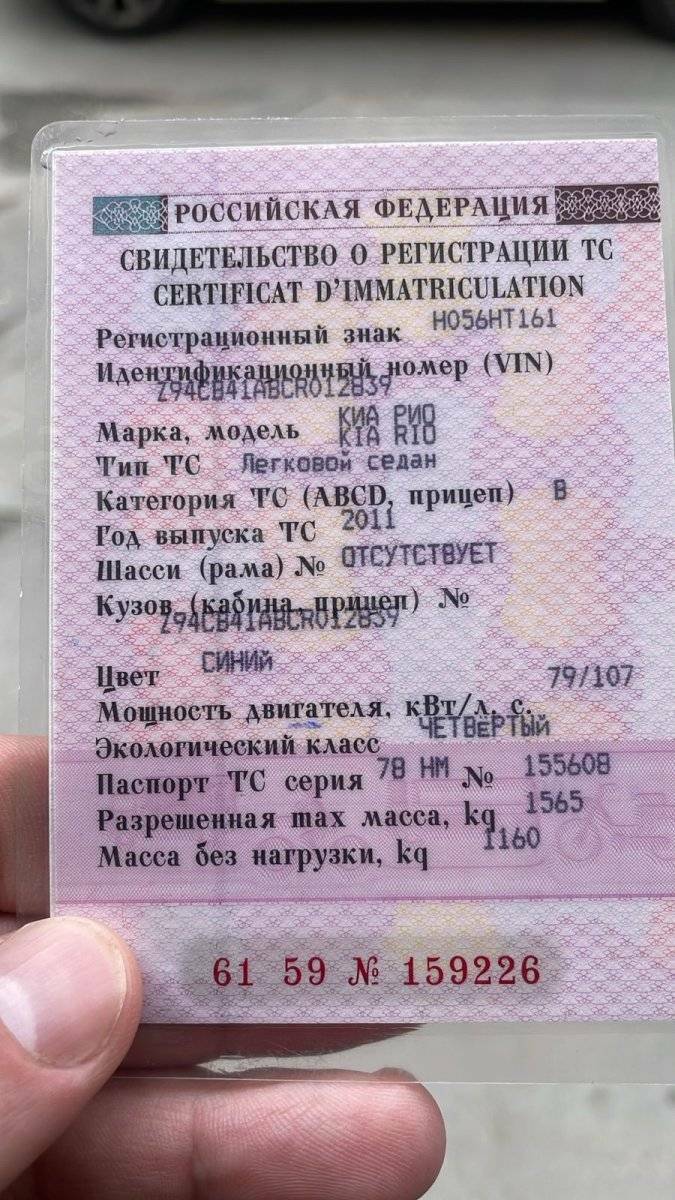 РОССИЙСКАЯ ФЕДЕРАЦИЯ
СВИДЕТЕЛЬСТВО О РЕГИСТРАЦИИ ТС
CERTIFICAT D'IMMATRICULATION
Регистрационный знак Н056НТ161
Идентификационный номер (VIN)
Z94CB41ABCR012839
Марка, модель КИА РИО
KIA RIO
Тип ТС Легковой седан
Категория ТС (ABCD, прицеп) B
Год выпуска ТС 2011
Шасси (рама) № ОТСУТСТВУЕТ
Кузов (кабина, прицеп) №
Z94CB41ABCR012839
Цвет СИНИЙ
Мощность двигателя, кВт/л. с. 79/107
Экологический класс ЧЕТВЁРТЫЙ
Паспорт ТС серия 78 НМ № 155608
Разрешенная max масса, kg 1565
Масса без нагрузки, kg 1160
61 59 № 159226